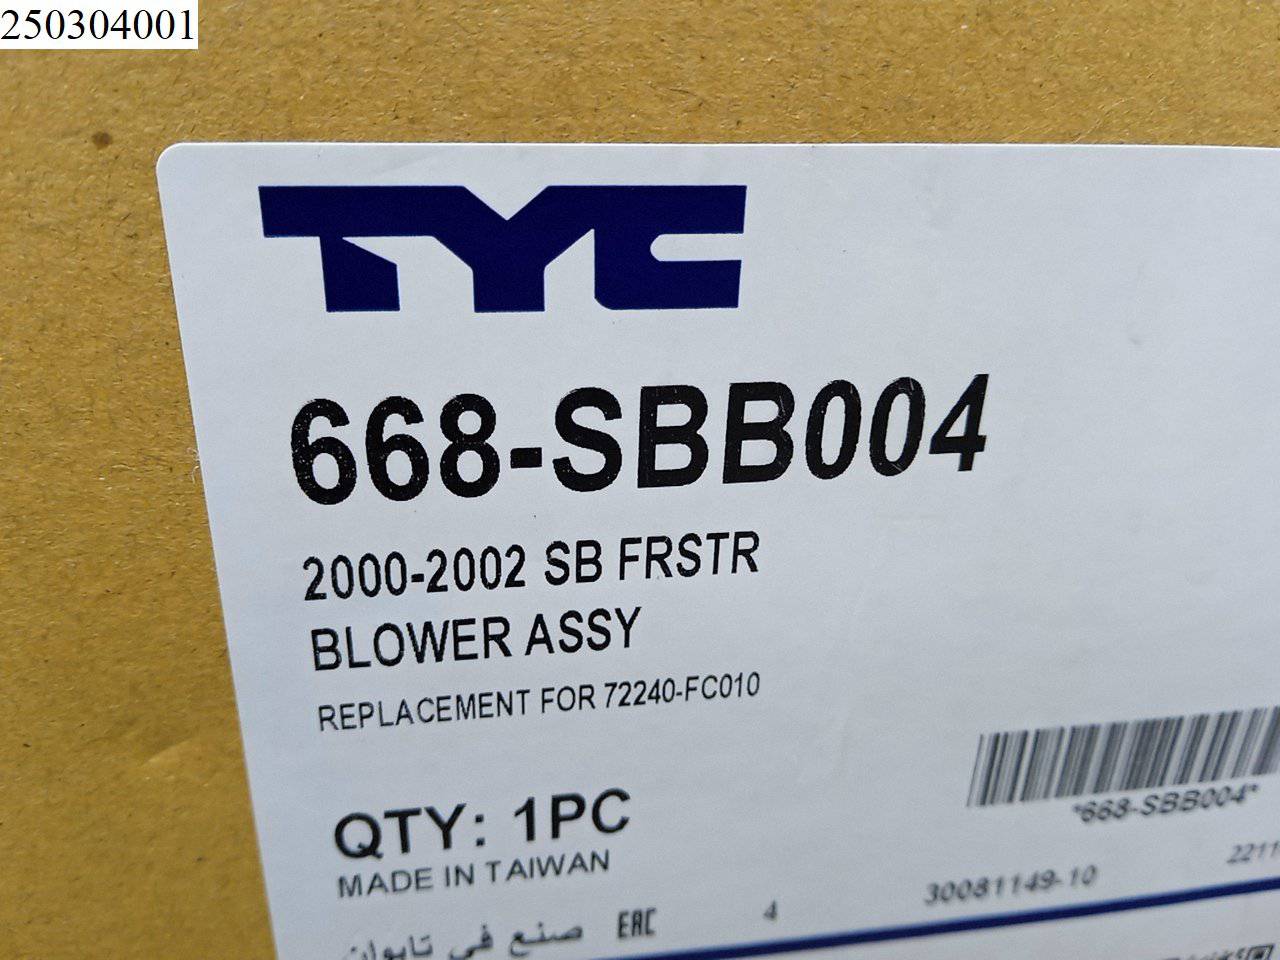 250304001
TYC
668-SBB004
2000-2002 SB FRSTR
BLOWER ASSY
REPLACEMENT FOR 72240-FC010
*668-SBB004*
QTY: 1PC
MADE IN TAIWAN
30081149-10
صنع في تايوان EAC 4